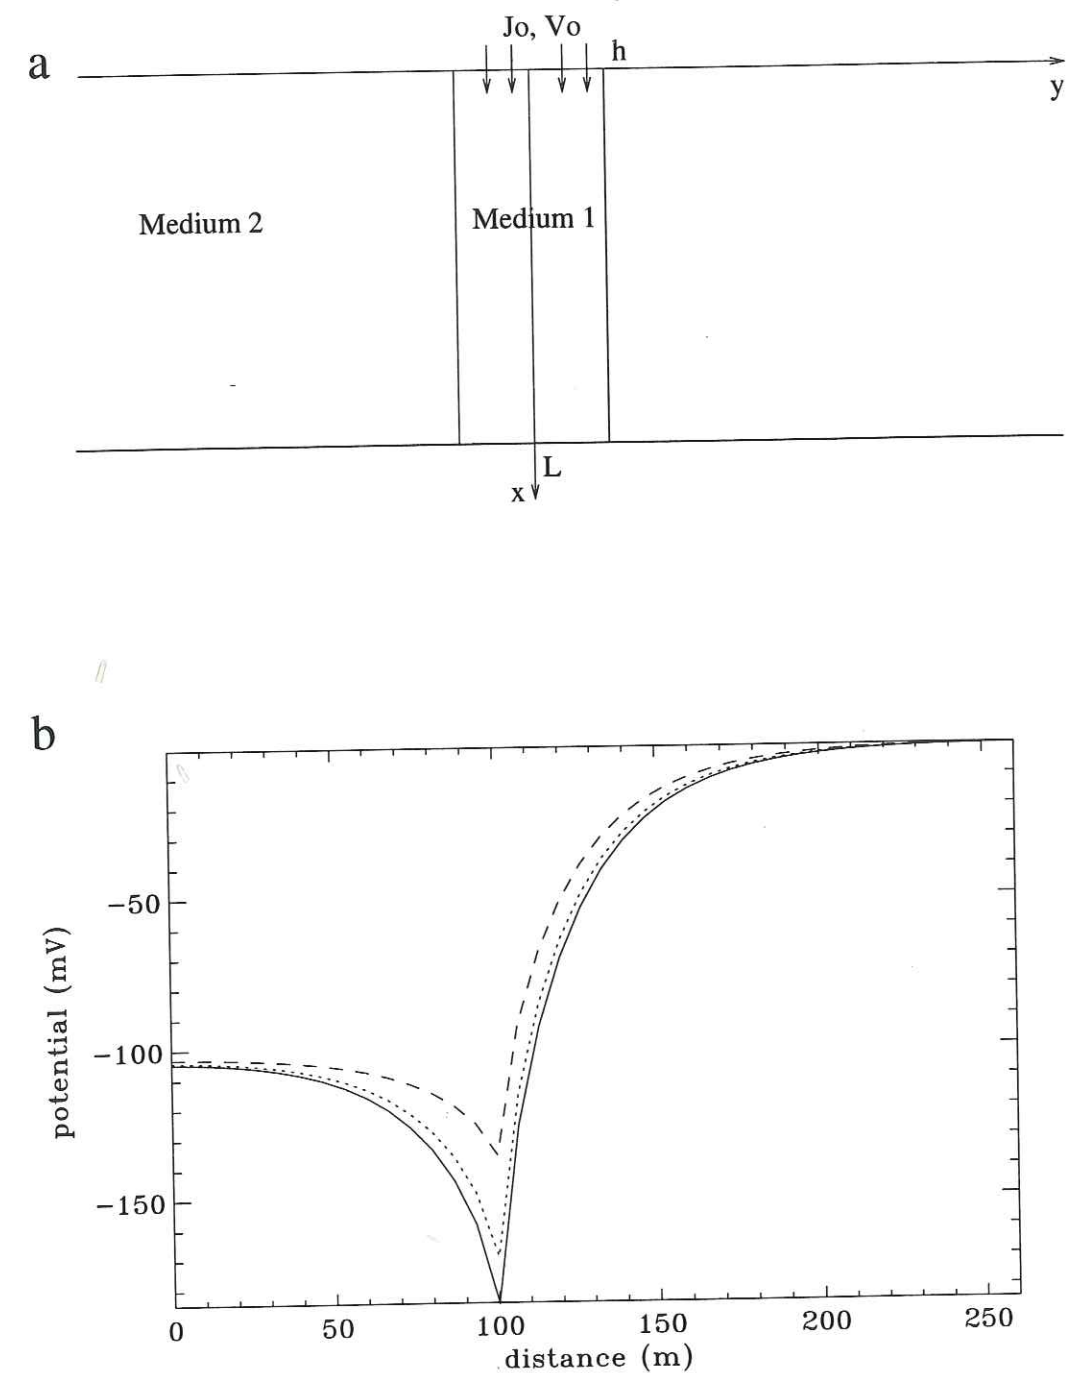 a
Jo, Vo
h
y
Medium 2
Medium 1
L
x
b
potential (mV)
−50
−100
−150
0 50 100 150 200 250
distance (m)